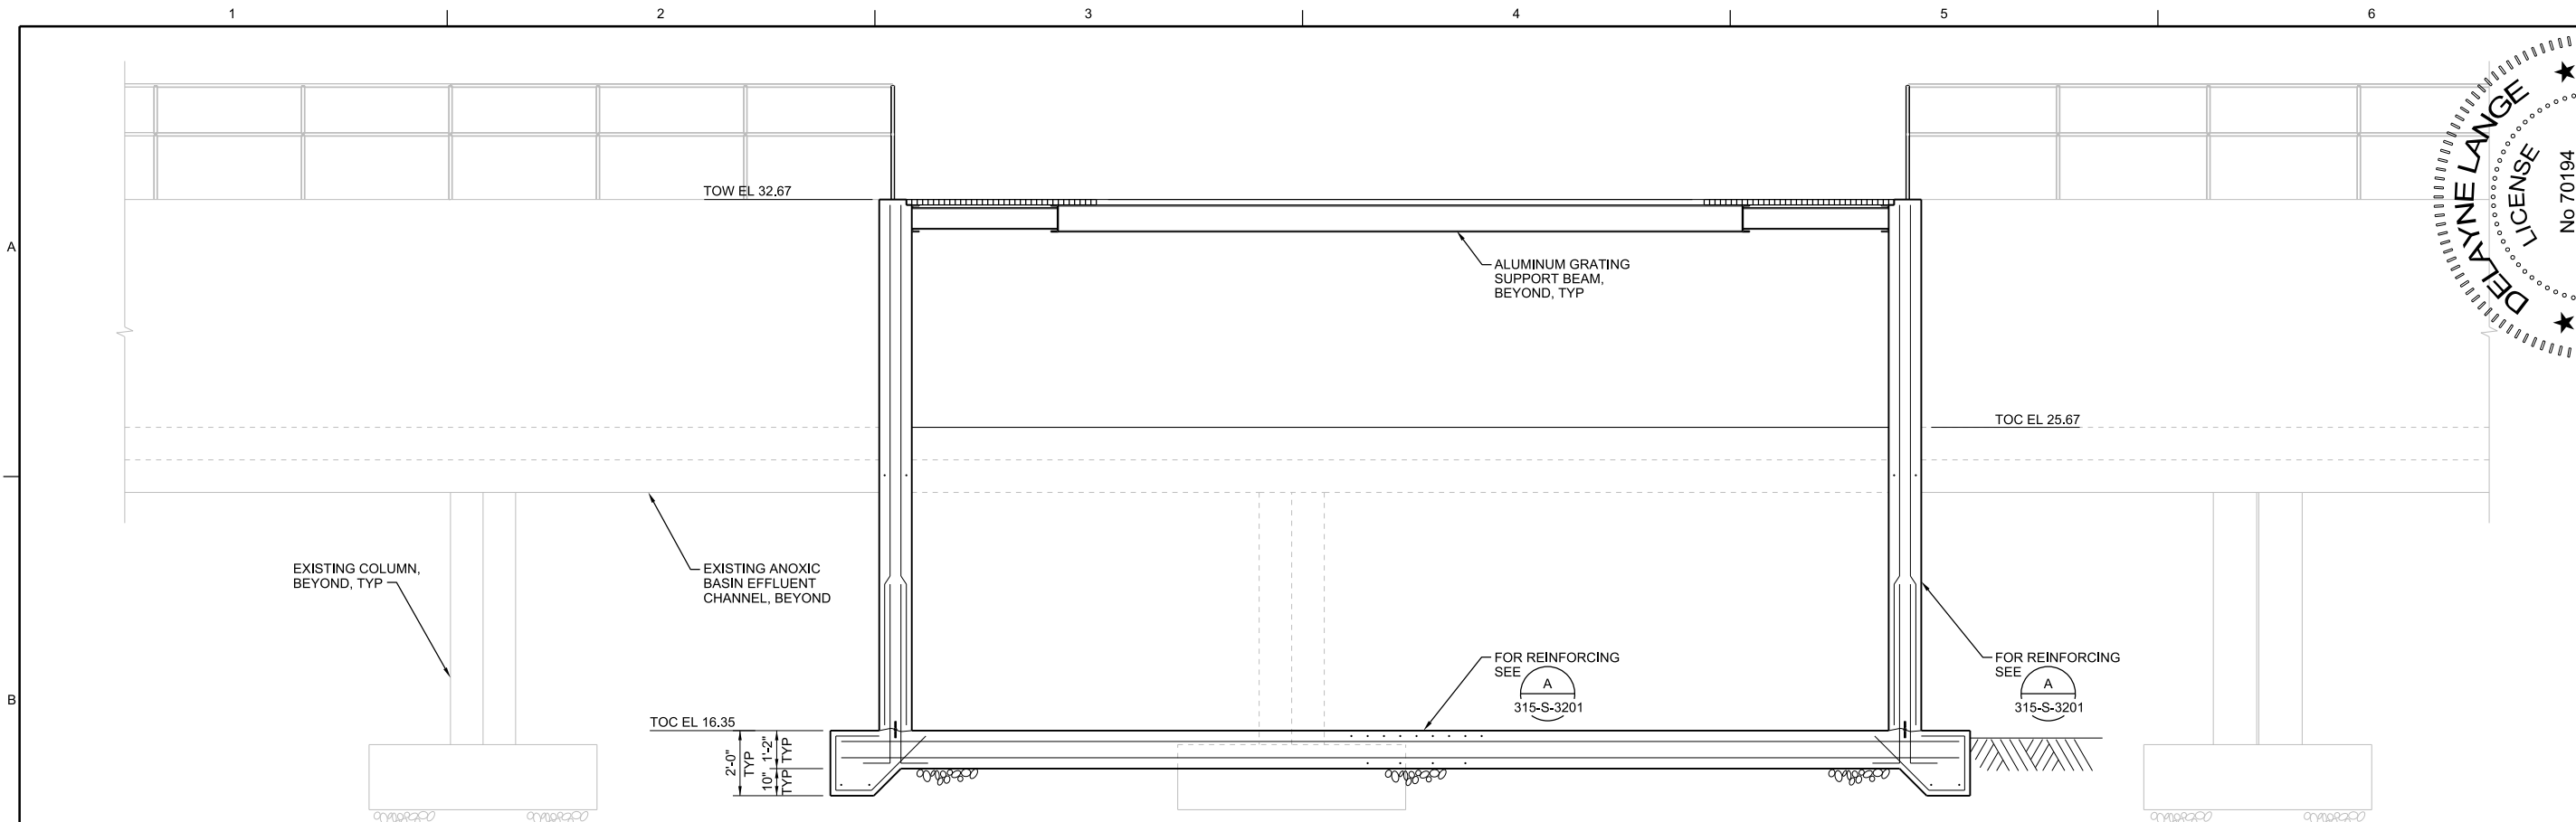 1
2
3
4
5
6
A
B
TOW EL 32.67
ALUMINUM GRATING
SUPPORT BEAM,
BEYOND, TYP
TOC EL 25.67
EXISTING COLUMN,
BEYOND, TYP
EXISTING ANOXIC
BASIN EFFLUENT
CHANNEL, BEYOND
FOR REINFORCING
SEE
A
315-S-3201
FOR REINFORCING
SEE
A
315-S-3201
TOC EL 16.35
2'-0"
TYP
1'-2"
TYP
10"
TYP
DELAYNE LANGE
LICENSE
No 70194